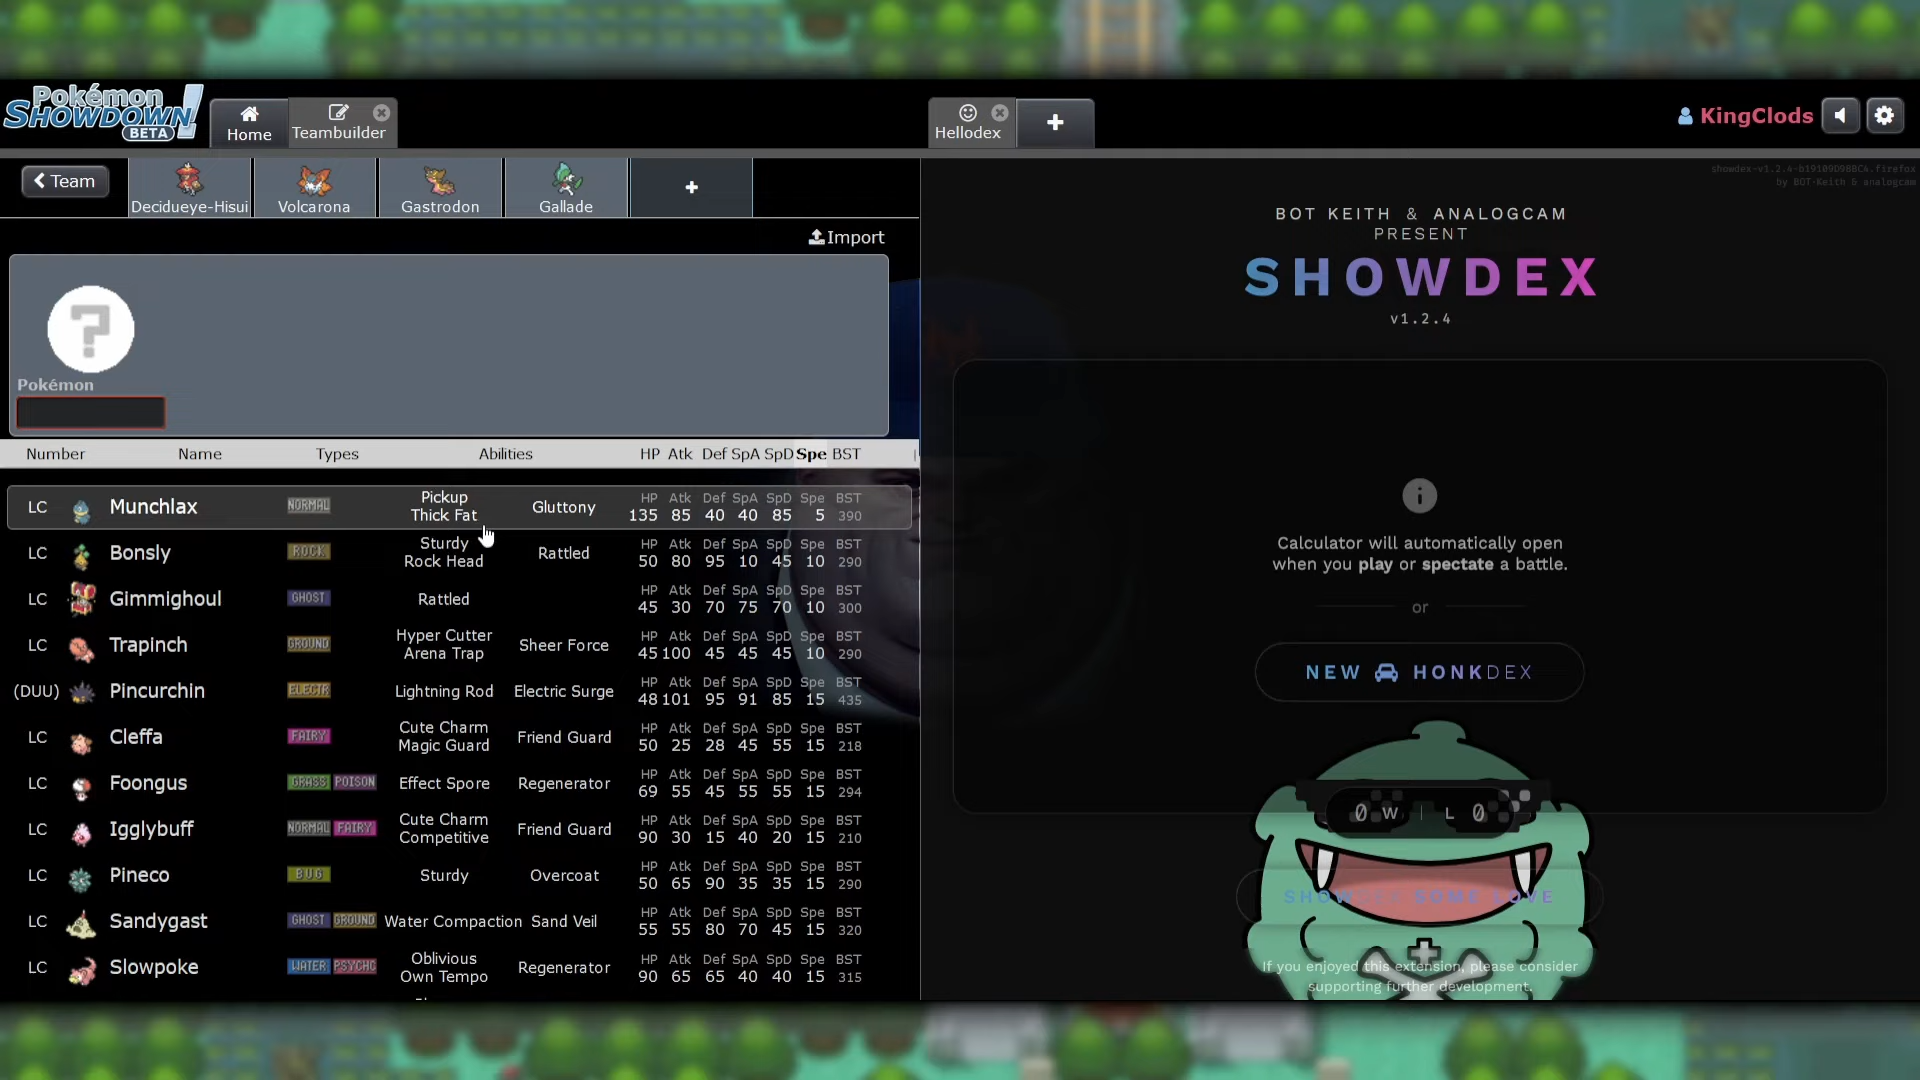 Pokémon
SHOWDOWN!
BETA
Home
Teambuilder
Hellodex
KingClods
Team
Decidueye-Hisui
Volcarona
Gastrodon
Gallade
Import
Pokémon
Number Name Types Abilities HP Atk Def SpA SpD Spe BST
LC Munchlax NORMAL Pickup Thick Fat Gluttony HP 135 Atk 85 Def 40 SpA 40 SpD 85 Spe 5 BST 390
LC Bonsly ROCK Sturdy Rock Head Rattled HP 50 Atk 80 Def 95 SpA 10 SpD 45 Spe 10 BST 290
LC Gimmighoul GHOST Rattled HP 45 Atk 30 Def 70 SpA 75 SpD 70 Spe 10 BST 300
LC Trapinch GROUND Hyper Cutter Arena Trap Sheer Force HP 45 Atk 100 Def 45 SpA 45 SpD 45 Spe 10 BST 290
(DUU) Pincurchin ELECTR Lightning Rod Electric Surge HP 48 Atk 101 Def 95 SpA 91 SpD 85 Spe 15 BST 435
LC Cleffa FAIRY Cute Charm Magic Guard Friend Guard HP 50 Atk 25 Def 28 SpA 45 SpD 55 Spe 15 BST 218
LC Foongus GRASS POISON Effect Spore Regenerator HP 69 Atk 55 Def 45 SpA 55 SpD 55 Spe 15 BST 294
LC Igglybuff NORMAL FAIRY Cute Charm Competitive Friend Guard HP 90 Atk 30 Def 15 SpA 40 SpD 20 Spe 15 BST 210
LC Pineco BUG Sturdy Overcoat HP 50 Atk 65 Def 90 SpA 35 SpD 35 Spe 15 BST 290
LC Sandygast GHOST GROUND Water Compaction Sand Veil HP 55 Atk 55 Def 80 SpA 70 SpD 45 Spe 15 BST 320
LC Slowpoke WATER PSYCHC Oblivious Own Tempo Regenerator HP 90 Atk 65 Def 65 SpA 40 SpD 40 Spe 15 BST 315
showdex-v1.2.4-b19109D98BC4.firefox
by BOT-Keith & analogcam
BOT KEITH & ANALOGCAM
PRESENT
SHOWDEX
v1.2.4
Calculator will automatically open
when you play or spectate a battle.
or
NEW HONKDEX
0 W | L 0
SHOWDEX SOME LOVE
If you enjoyed this extension, please consider
supporting further development.